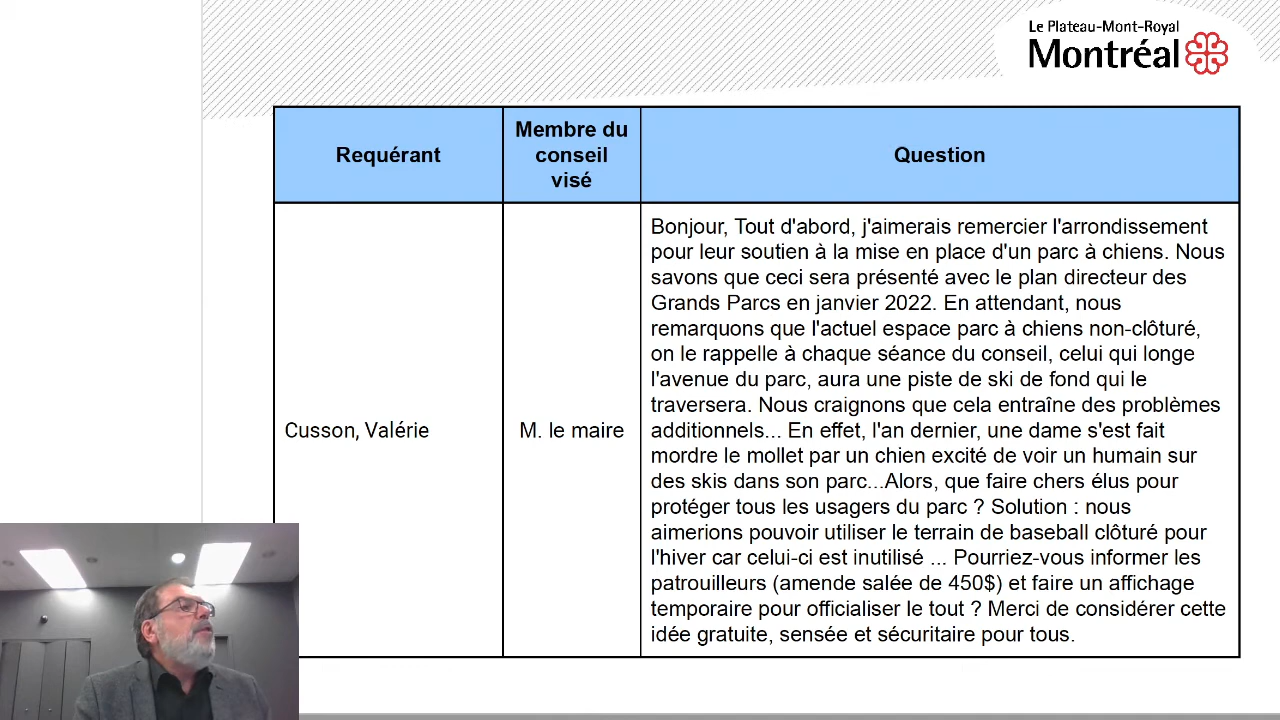 Le Plateau-Mont-Royal
Montréal
Requérant
Membre du
conseil
visé
Question
Cusson, Valérie
M. le maire
Bonjour, Tout d'abord, j'aimerais remercier l'arrondissement
pour leur soutien à la mise en place d'un parc à chiens. Nous
savons que ceci sera présenté avec le plan directeur des
Grands Parcs en janvier 2022. En attendant, nous
remarquons que l'actuel espace parc à chiens non-clôturé,
on le rappelle à chaque séance du conseil, celui qui longe
l'avenue du parc, aura une piste de ski de fond qui le
traversera. Nous craignons que cela entraîne des problèmes
additionnels... En effet, l'an dernier, une dame s'est fait
mordre le mollet par un chien excité de voir un humain sur
des skis dans son parc...Alors, que faire chers élus pour
protéger tous les usagers du parc ? Solution : nous
aimerions pouvoir utiliser le terrain de baseball clôturé pour
l'hiver car celui-ci est inutilisé ... Pourriez-vous informer les
patrouilleurs (amende salée de 450$) et faire un affichage
temporaire pour officialiser le tout ? Merci de considérer cette
idée gratuite, sensée et sécuritaire pour tous.